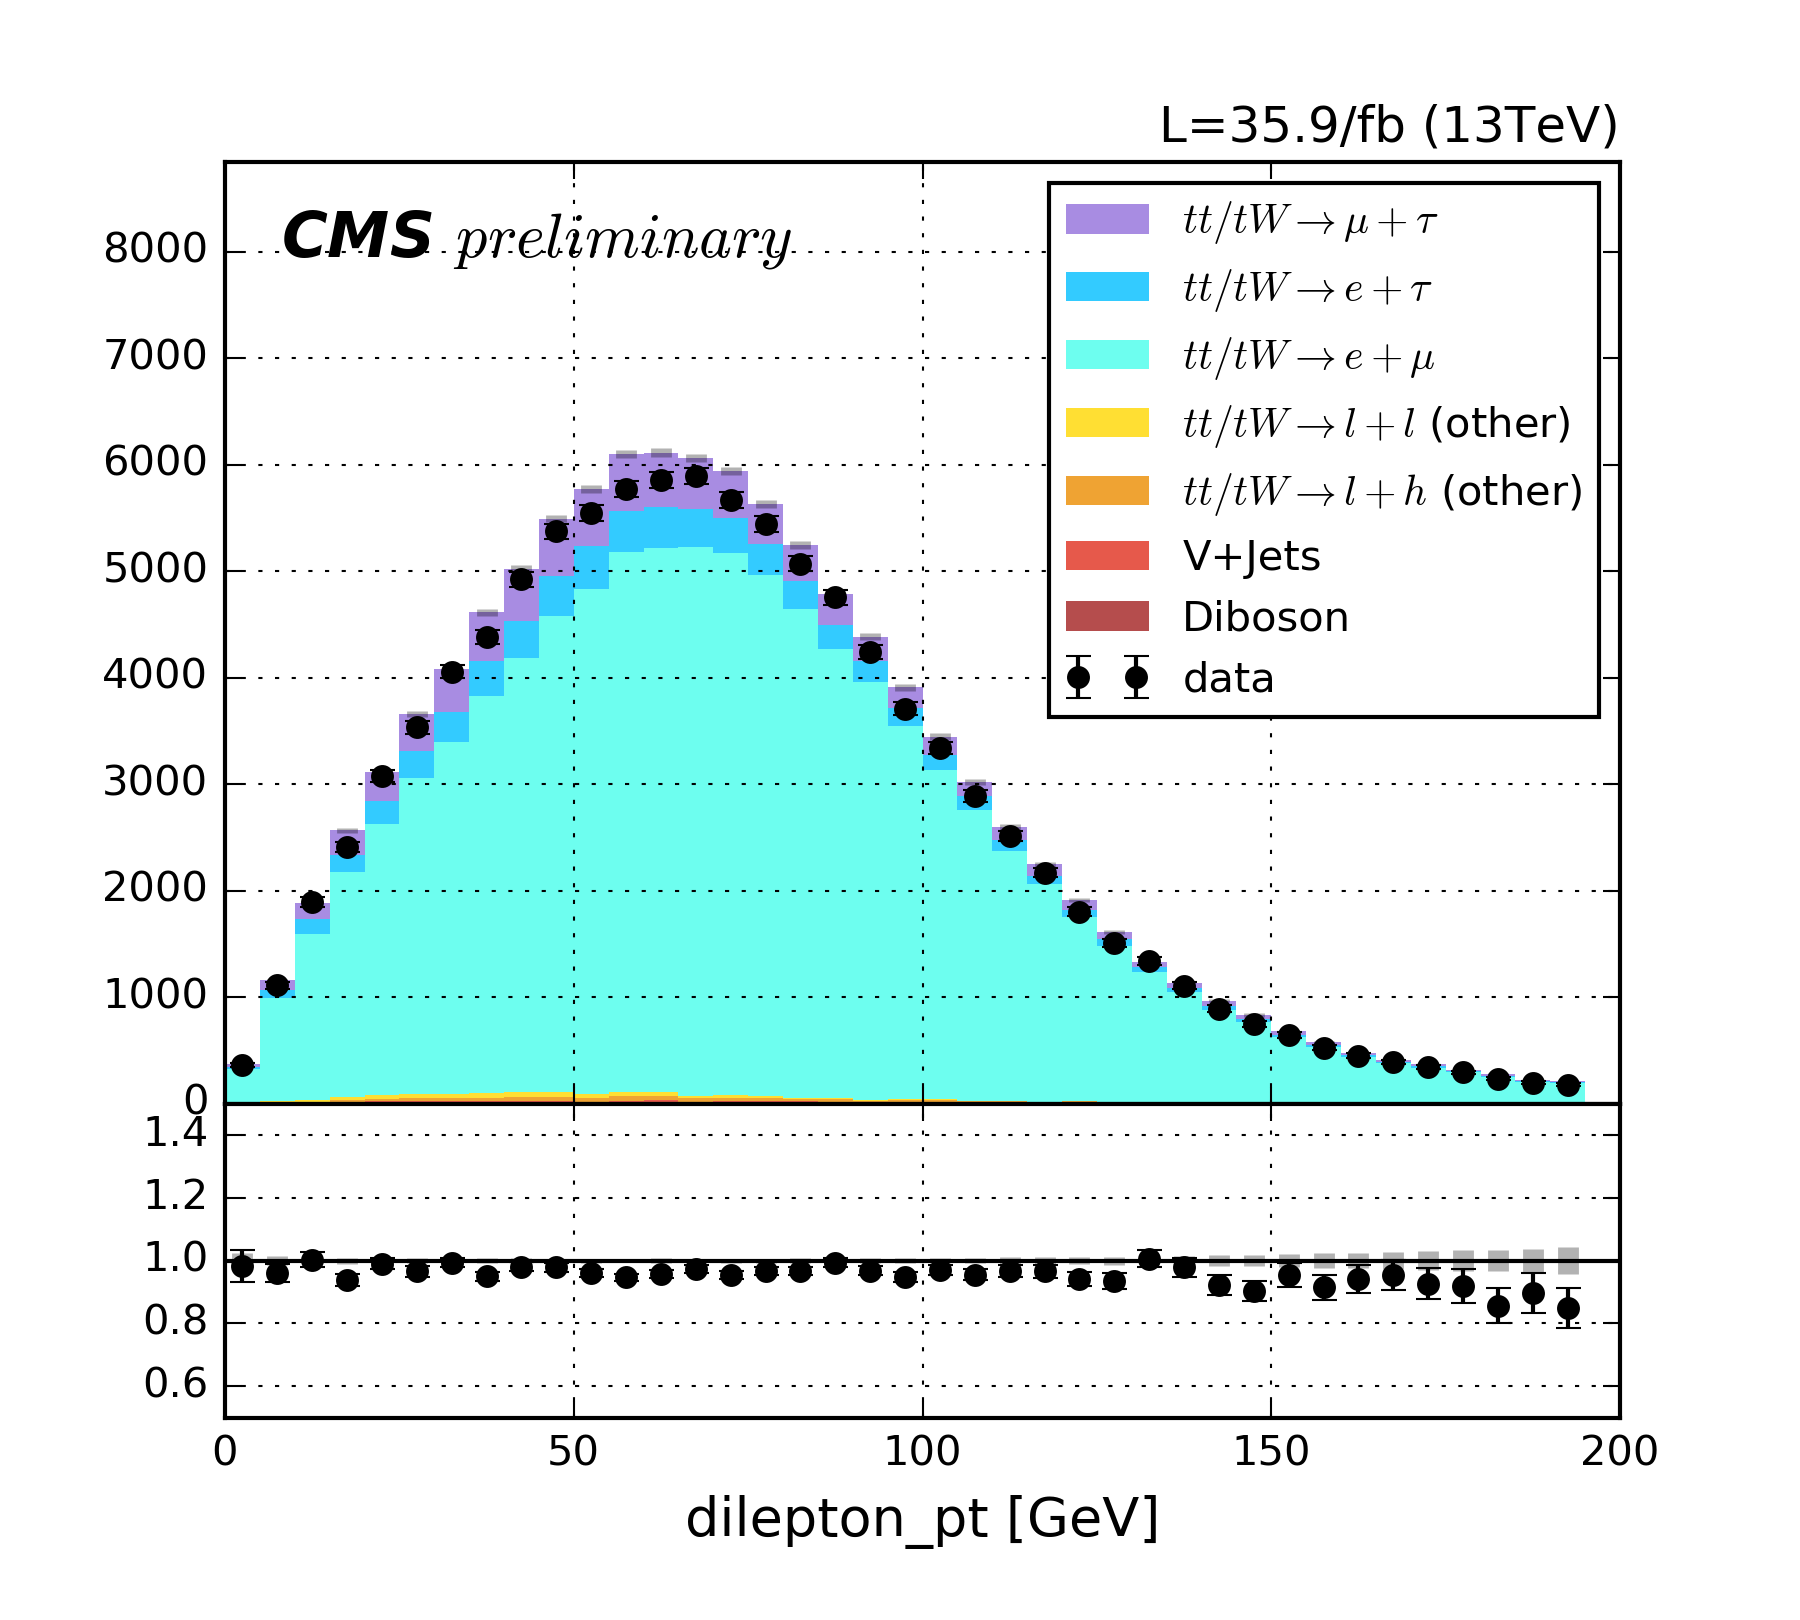 L=35.9/fb (13TeV)
CMS preliminary
tt/tW→μ+τ
tt/tW→e+τ
tt/tW→e+μ
tt/tW→l+l (other)
tt/tW→l+h (other)
V+Jets
Diboson
data
8000
7000
6000
5000
4000
3000
2000
1000
0
1.4
1.2
1.0
0.8
0.6
0 50 100 150 200
dilepton_pt [GeV]